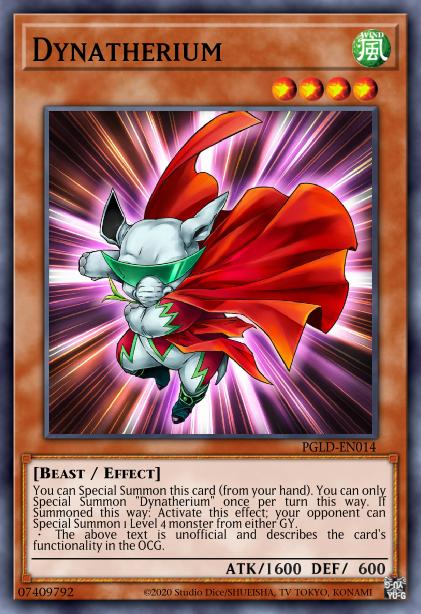 DYNATHERIUM
WIND
風
PGLD-EN014
[BEAST / EFFECT]
You can Special Summon this card (from your hand). You can only
Special Summon "Dynatherium" once per turn this way. If
Summoned this way: Activate this effect; your opponent can
Special Summon 1 Level 4 monster from either GY.
· The above text is unofficial and describes the card's
functionality in the OCG.
ATK/1600 DEF/ 600
07409792
©2020 Studio Dice/SHUEISHA, TV TOKYO, KONAMI